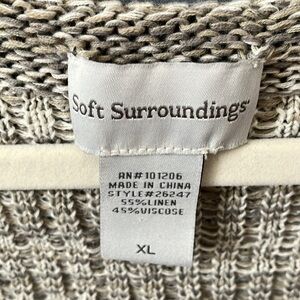 Soft Surroundings
RN#101206
MADE IN CHINA
STYLE#26247
55%LINEN
45%VISCOSE
XL